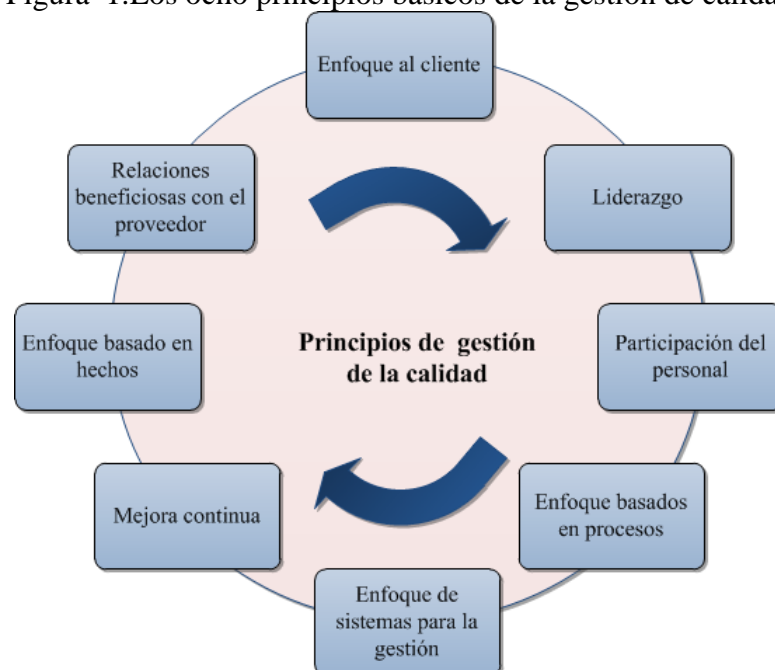 Figura 1.Los ocho principios básicos de la gestión de calida
Enfoque al cliente
Relaciones
beneficiosas con el
proveedor
Liderazgo
Enfoque basado en
hechos
Principios de gestión
de la calidad
Participación del
personal
Mejora continua
Enfoque basados
en procesos
Enfoque de
sistemas para la
gestión